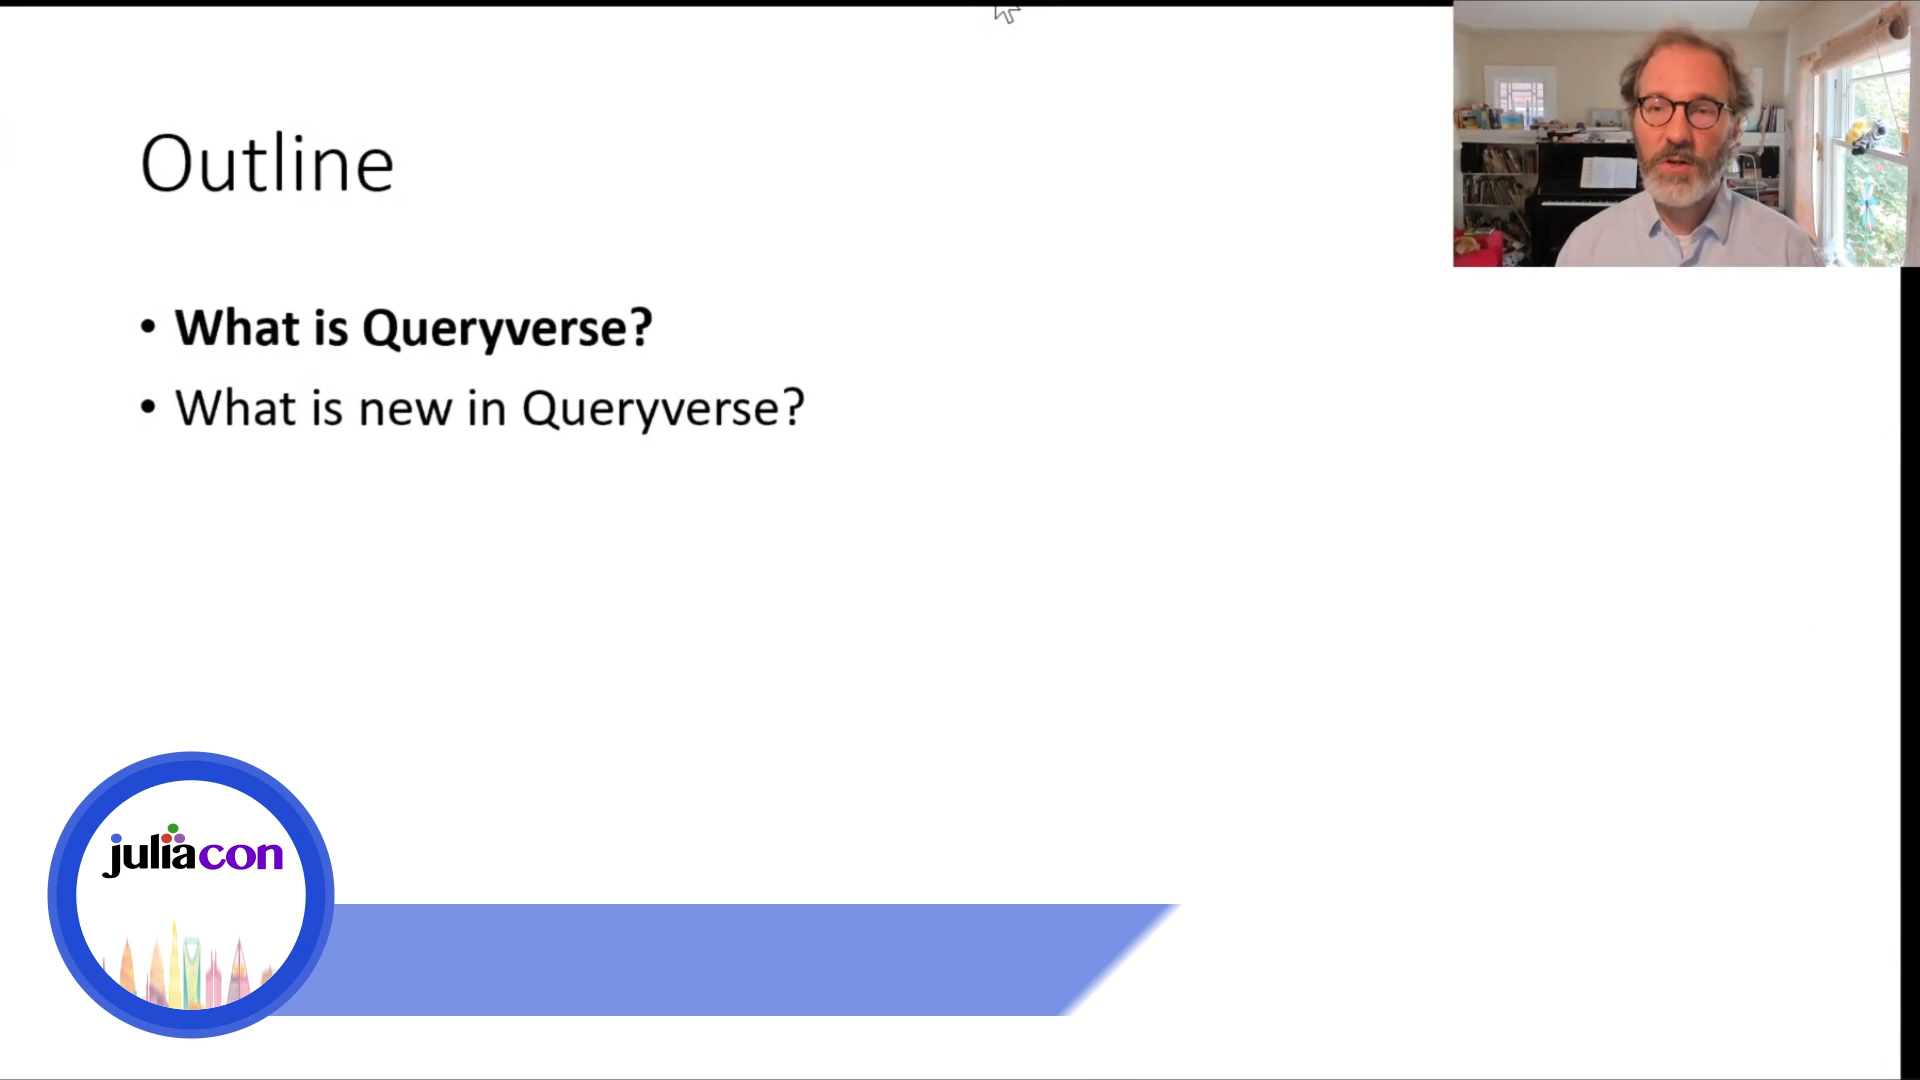 Outline
• What is Queryverse?
• What is new in Queryverse?
juliacon